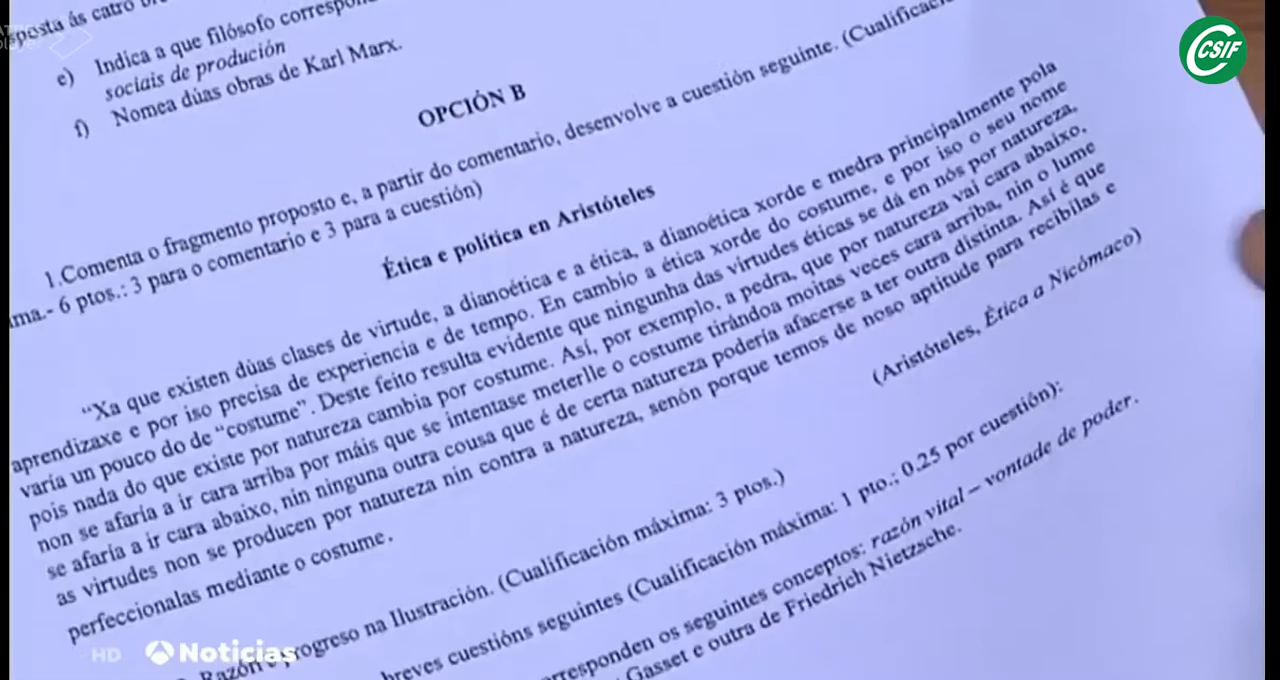 sposta ás catro
e) Indica a que filósofo
sociais de produción
f) Nomea dúas obras de Karl Marx.
OPCIÓN B
1.Comenta o fragmento proposto e, a partir do comentario, desenvolve a cuestión seguinte.
ma.- 6 ptos.: 3 para o comentario e 3 para a cuestión)
Ética e política en Aristóteles
“Xa que existen dúas clases de virtude, a dianoética e a ética, a dianoética xorde e medra principalmente pola
aprendizaxe e por iso precisa de experiencia e de tempo. En cambio a ética xorde do costume, e por iso o seu nome
varía un pouco do de “costume”. Deste feito resulta evidente que ningunha das virtudes éticas se dá en nós por natureza,
pois nada do que existe por natureza cambia por costume. Así, por exemplo, a pedra, que por natureza vai cara abaixo,
non se afaría a ir cara arriba por máis que se intentase meterlle o costume tirándoa moitas veces cara arriba, nin o lume
se afaría a ir cara abaixo, nin ninguna outra cousa que é de certa natureza podería afacerse a ter outra distinta. Así é que
as virtudes non se producen por natureza nin contra a natureza, senón porque temos de noso aptitude para recibilas e
perfeccionalas mediante o costume.
(Aristóteles, Ética a Nicómaco)
Razón e progreso na Ilustración. (Cualificación máxima: 3 ptos.)
breves cuestións seguintes (Cualificación máxima: 1 pto.; 0.25 por cuestión):
rresponden os seguintes conceptos: razón vital – vontade de poder.
Gasset e outra de Friedrich Nietzsche.
CSIF
HD Noticias